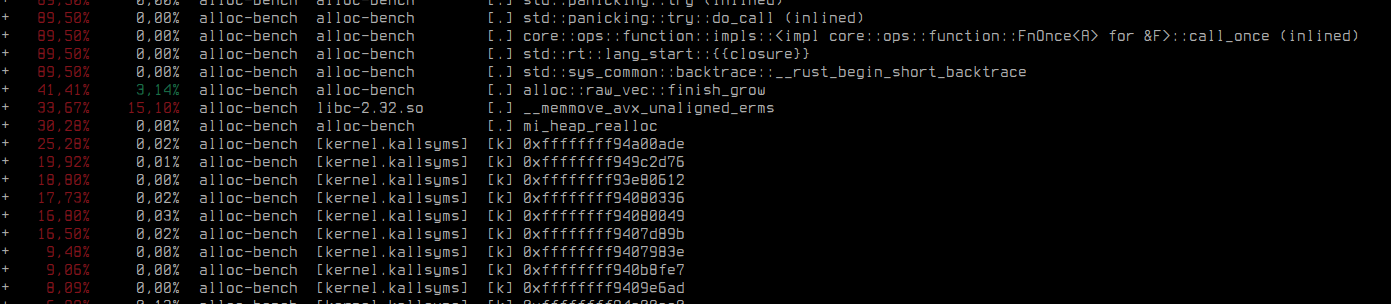 + 89,50% 0,00% alloc-bench alloc-bench [.] std::panicking::try (inlined)
+ 89,50% 0,00% alloc-bench alloc-bench [.] std::panicking::try::do_call (inlined)
+ 89,50% 0,00% alloc-bench alloc-bench [.] core::ops::function::impls::<impl core::ops::function::FnOnce<A> for &F>::call_once (inlined)
+ 89,50% 0,00% alloc-bench alloc-bench [.] std::rt::lang_start::{{closure}}
+ 89,50% 0,00% alloc-bench alloc-bench [.] std::sys_common::backtrace::__rust_begin_short_backtrace
+ 41,41% 3,14% alloc-bench alloc-bench [.] alloc::raw_vec::finish_grow
+ 33,67% 15,10% alloc-bench libc-2.32.so [.] __memmove_avx_unaligned_erms
+ 30,28% 0,00% alloc-bench alloc-bench [.] mi_heap_realloc
+ 25,28% 0,02% alloc-bench [kernel.kallsyms] [k] 0xffffffff94a00ade
+ 19,92% 0,01% alloc-bench [kernel.kallsyms] [k] 0xffffffff949c2d76
+ 18,80% 0,00% alloc-bench [kernel.kallsyms] [k] 0xffffffff93e80612
+ 17,73% 0,02% alloc-bench [kernel.kallsyms] [k] 0xffffffff94080336
+ 16,80% 0,03% alloc-bench [kernel.kallsyms] [k] 0xffffffff94080049
+ 16,50% 0,02% alloc-bench [kernel.kallsyms] [k] 0xffffffff9407d89b
+ 9,48% 0,00% alloc-bench [kernel.kallsyms] [k] 0xffffffff9407983e
+ 9,06% 0,00% alloc-bench [kernel.kallsyms] [k] 0xffffffff940b8fe7
+ 8,09% 0,00% alloc-bench [kernel.kallsyms] [k] 0xffffffff9409e6ad
alloc-bench [kernel.kallsyms] [k]